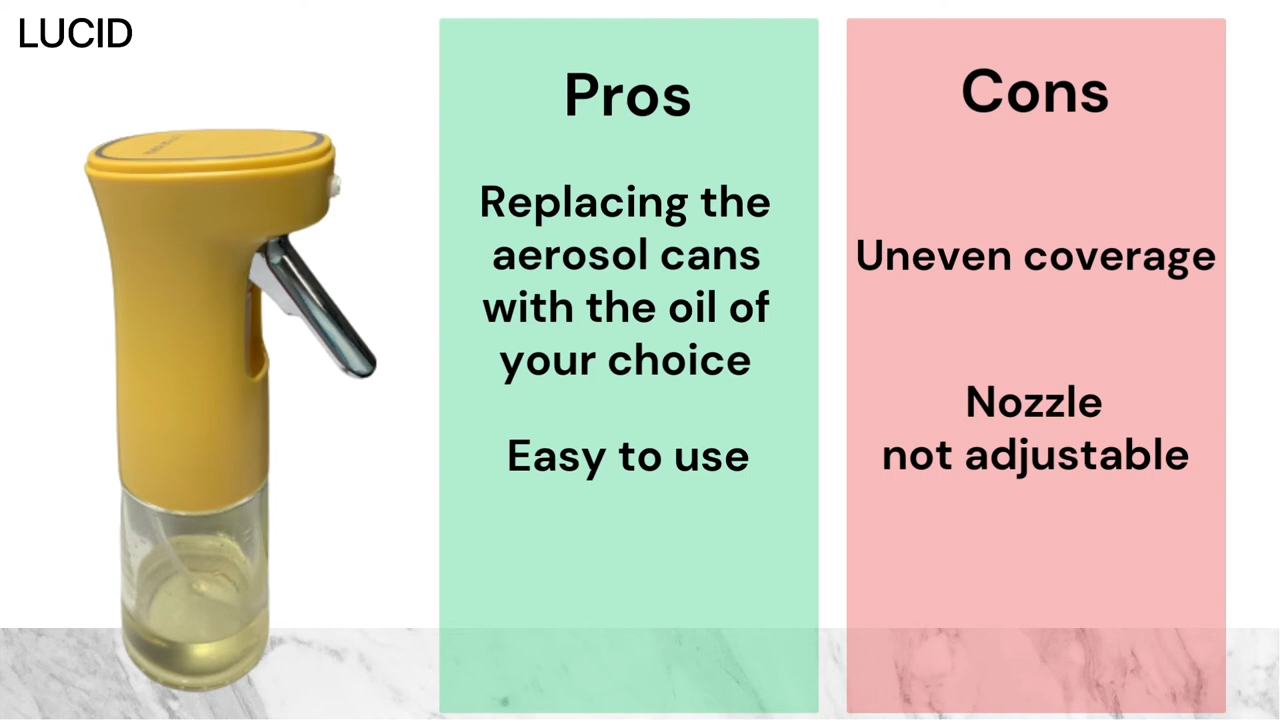 LUCID
Pros
Replacing the
aerosol cans
with the oil of
your choice
Easy to use
Cons
Uneven coverage
Nozzle
not adjustable